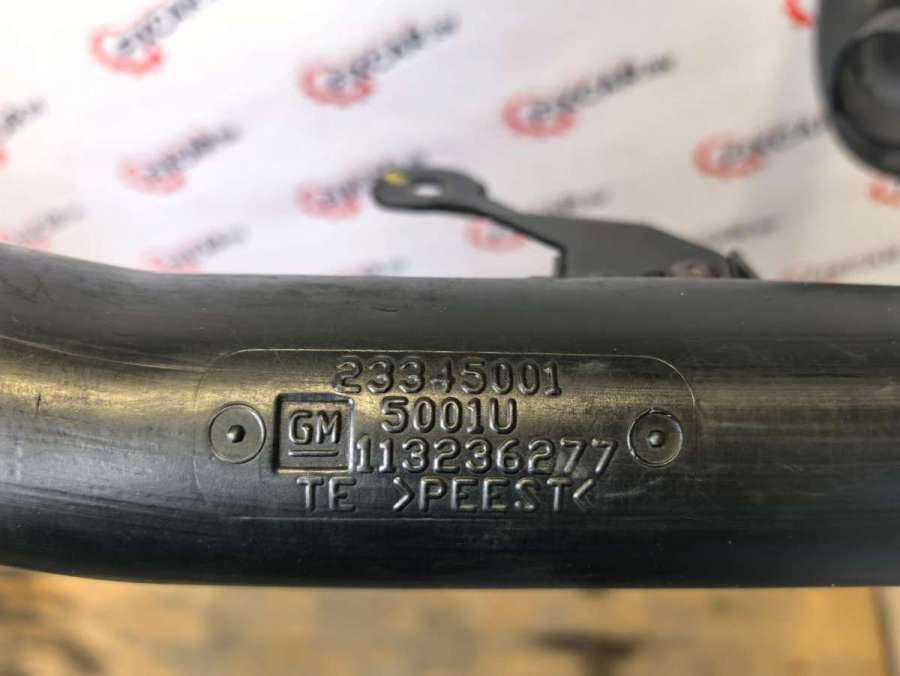 23345001
5001U
GM
113236277
TE >PEEST<